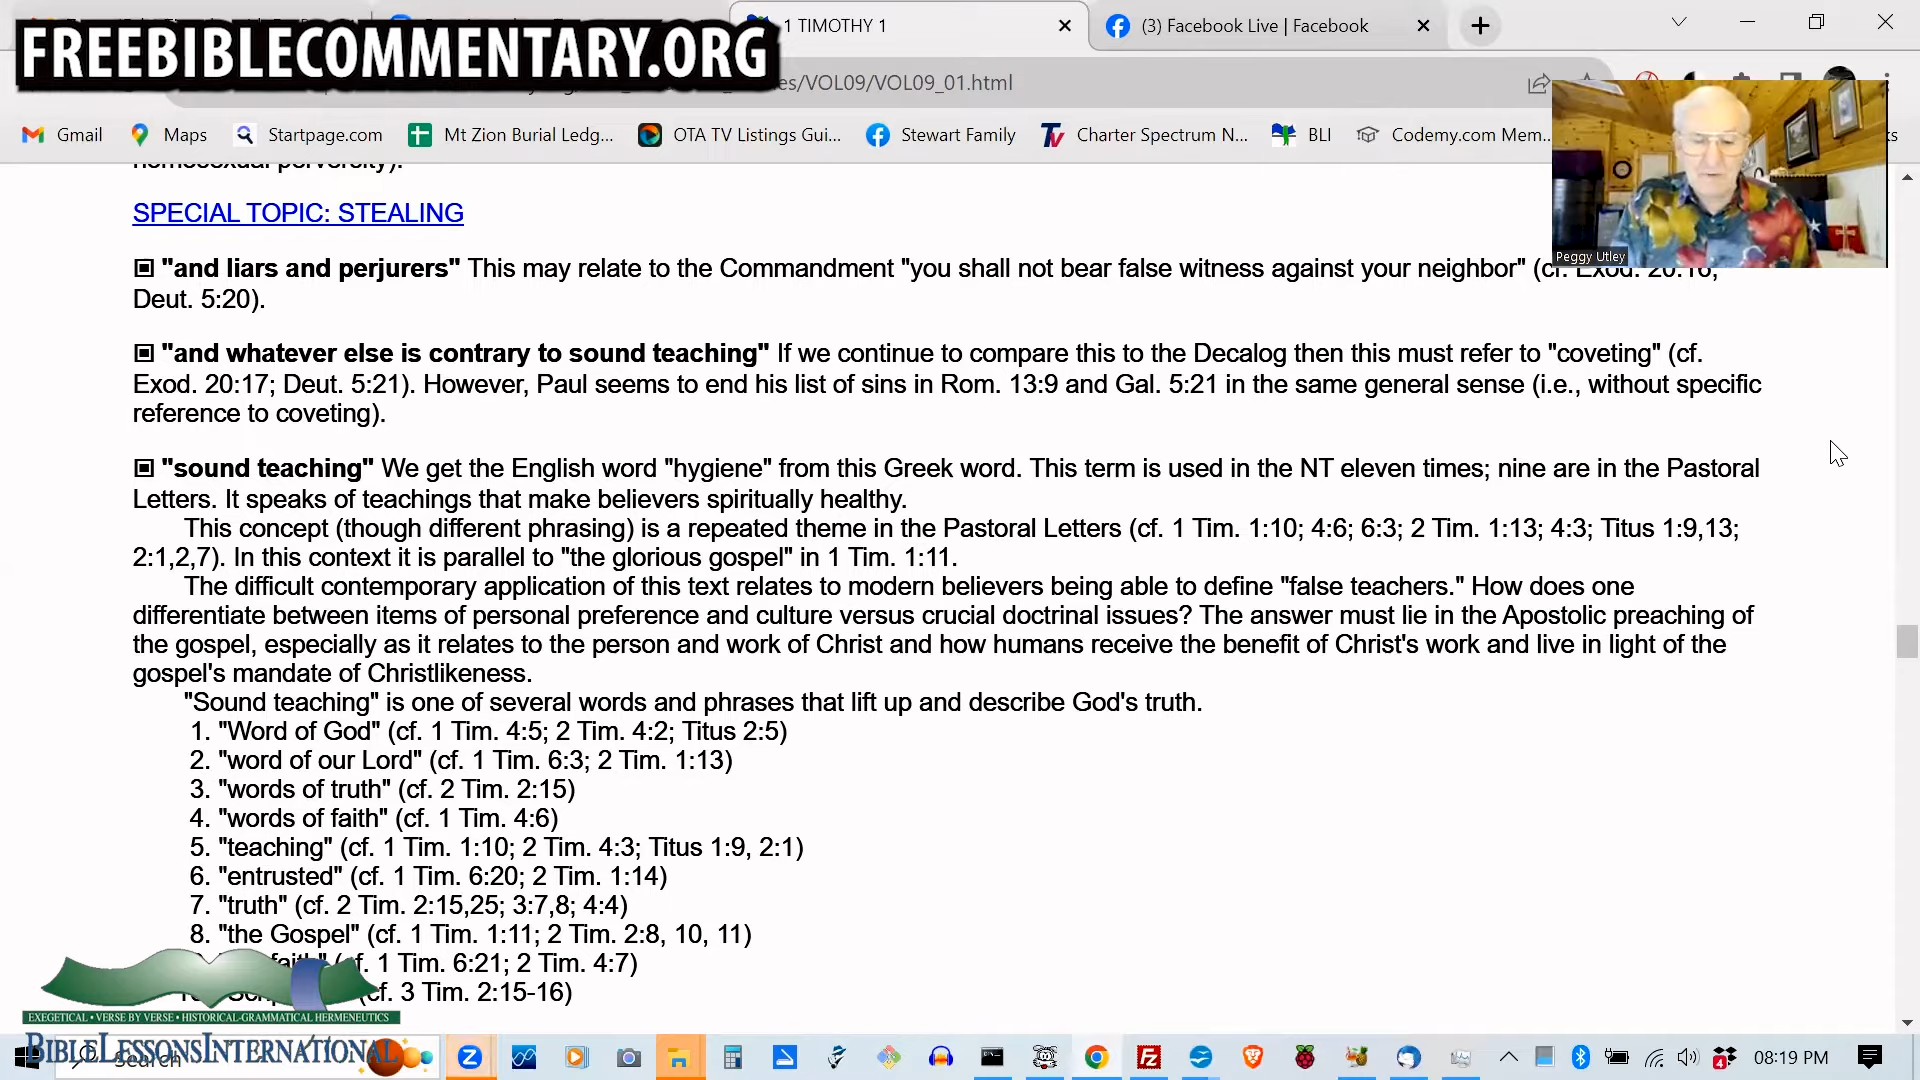 1 TIMOTHY 1
(3) Facebook Live | Facebook
FREEBIBLECOMMENTARY.ORG
es/VOL09/VOL09_01.html
Gmail
Maps
Startpage.com
Mt Zion Burial Ledg...
OTA TV Listings Gui...
Stewart Family
Charter Spectrum N...
BLI
Codemy.com Mem...
SPECIAL TOPIC: STEALING
Peggy Utley
"and liars and perjurers" This may relate to the Commandment "you shall not bear false witness against your neighbor" (cf. Exod. 20:16;
Deut. 5:20).
"and whatever else is contrary to sound teaching" If we continue to compare this to the Decalog then this must refer to "coveting" (cf.
Exod. 20:17; Deut. 5:21). However, Paul seems to end his list of sins in Rom. 13:9 and Gal. 5:21 in the same general sense (i.e., without specific
reference to coveting).
"sound teaching" We get the English word "hygiene" from this Greek word. This term is used in the NT eleven times; nine are in the Pastoral
Letters. It speaks of teachings that make believers spiritually healthy.
This concept (though different phrasing) is a repeated theme in the Pastoral Letters (cf. 1 Tim. 1:10; 4:6; 6:3; 2 Tim. 1:13; 4:3; Titus 1:9,13;
2:1,2,7). In this context it is parallel to "the glorious gospel" in 1 Tim. 1:11.
The difficult contemporary application of this text relates to modern believers being able to define "false teachers." How does one
differentiate between items of personal preference and culture versus crucial doctrinal issues? The answer must lie in the Apostolic preaching of
the gospel, especially as it relates to the person and work of Christ and how humans receive the benefit of Christ's work and live in light of the
gospel's mandate of Christlikeness.
"Sound teaching" is one of several words and phrases that lift up and describe God's truth.
1. "Word of God" (cf. 1 Tim. 4:5; 2 Tim. 4:2; Titus 2:5)
2. "word of our Lord" (cf. 1 Tim. 6:3; 2 Tim. 1:13)
3. "words of truth" (cf. 2 Tim. 2:15)
4. "words of faith" (cf. 1 Tim. 4:6)
5. "teaching" (cf. 1 Tim. 1:10; 2 Tim. 4:3; Titus 1:9, 2:1)
6. "entrusted" (cf. 1 Tim. 6:20; 2 Tim. 1:14)
7. "truth" (cf. 2 Tim. 2:15,25; 3:7,8; 4:4)
8. "the Gospel" (cf. 1 Tim. 1:11; 2 Tim. 2:8, 10, 11)
1 Tim. 6:21; 2 Tim. 4:7)
(cf. 3 Tim. 2:15-16)
EXEGETICAL • VERSE BY VERSE • HISTORICAL-GRAMMATICAL HERMENEUTICS
BIBLELESSONSINTERNATIONAL
Search
08:19 PM